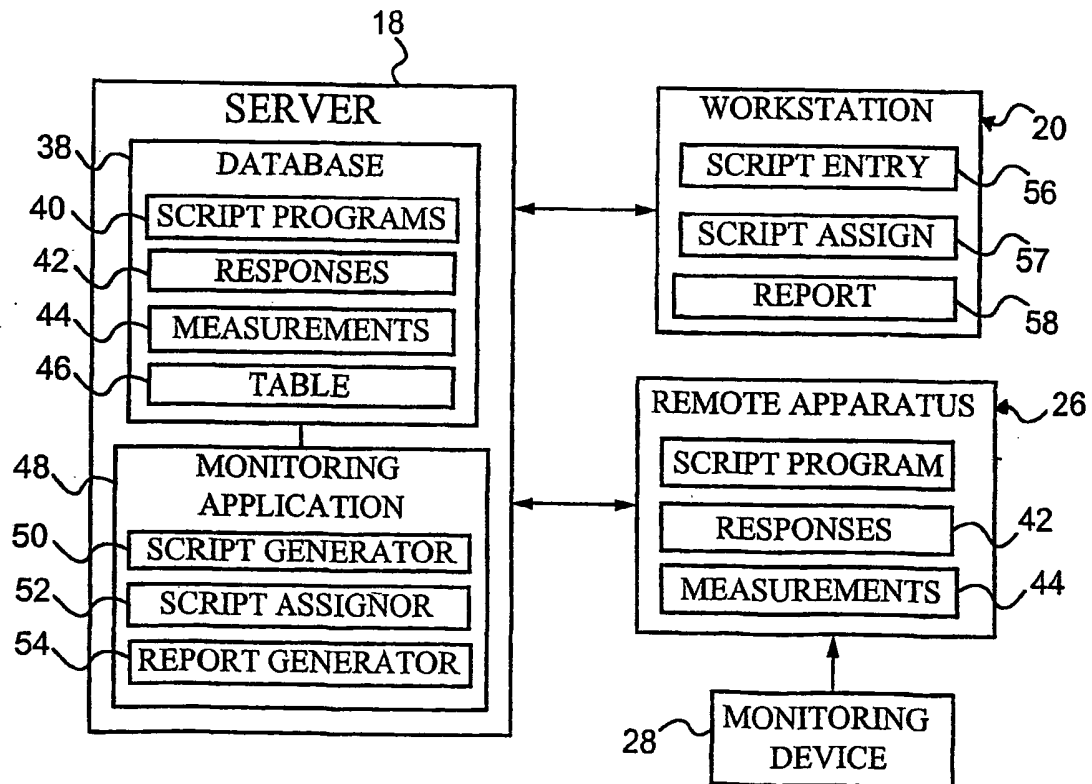 18
SERVER
38
DATABASE
40
SCRIPT PROGRAMS
42
RESPONSES
44
MEASUREMENTS
46
TABLE
48
MONITORING
APPLICATION
50
SCRIPT GENERATOR
52
SCRIPT ASSIGNOR
54
REPORT GENERATOR
WORKSTATION
20
SCRIPT ENTRY
56
SCRIPT ASSIGN
57
REPORT
58
REMOTE APPARATUS
26
SCRIPT PROGRAM
RESPONSES
42
MEASUREMENTS
44
28
MONITORING
DEVICE